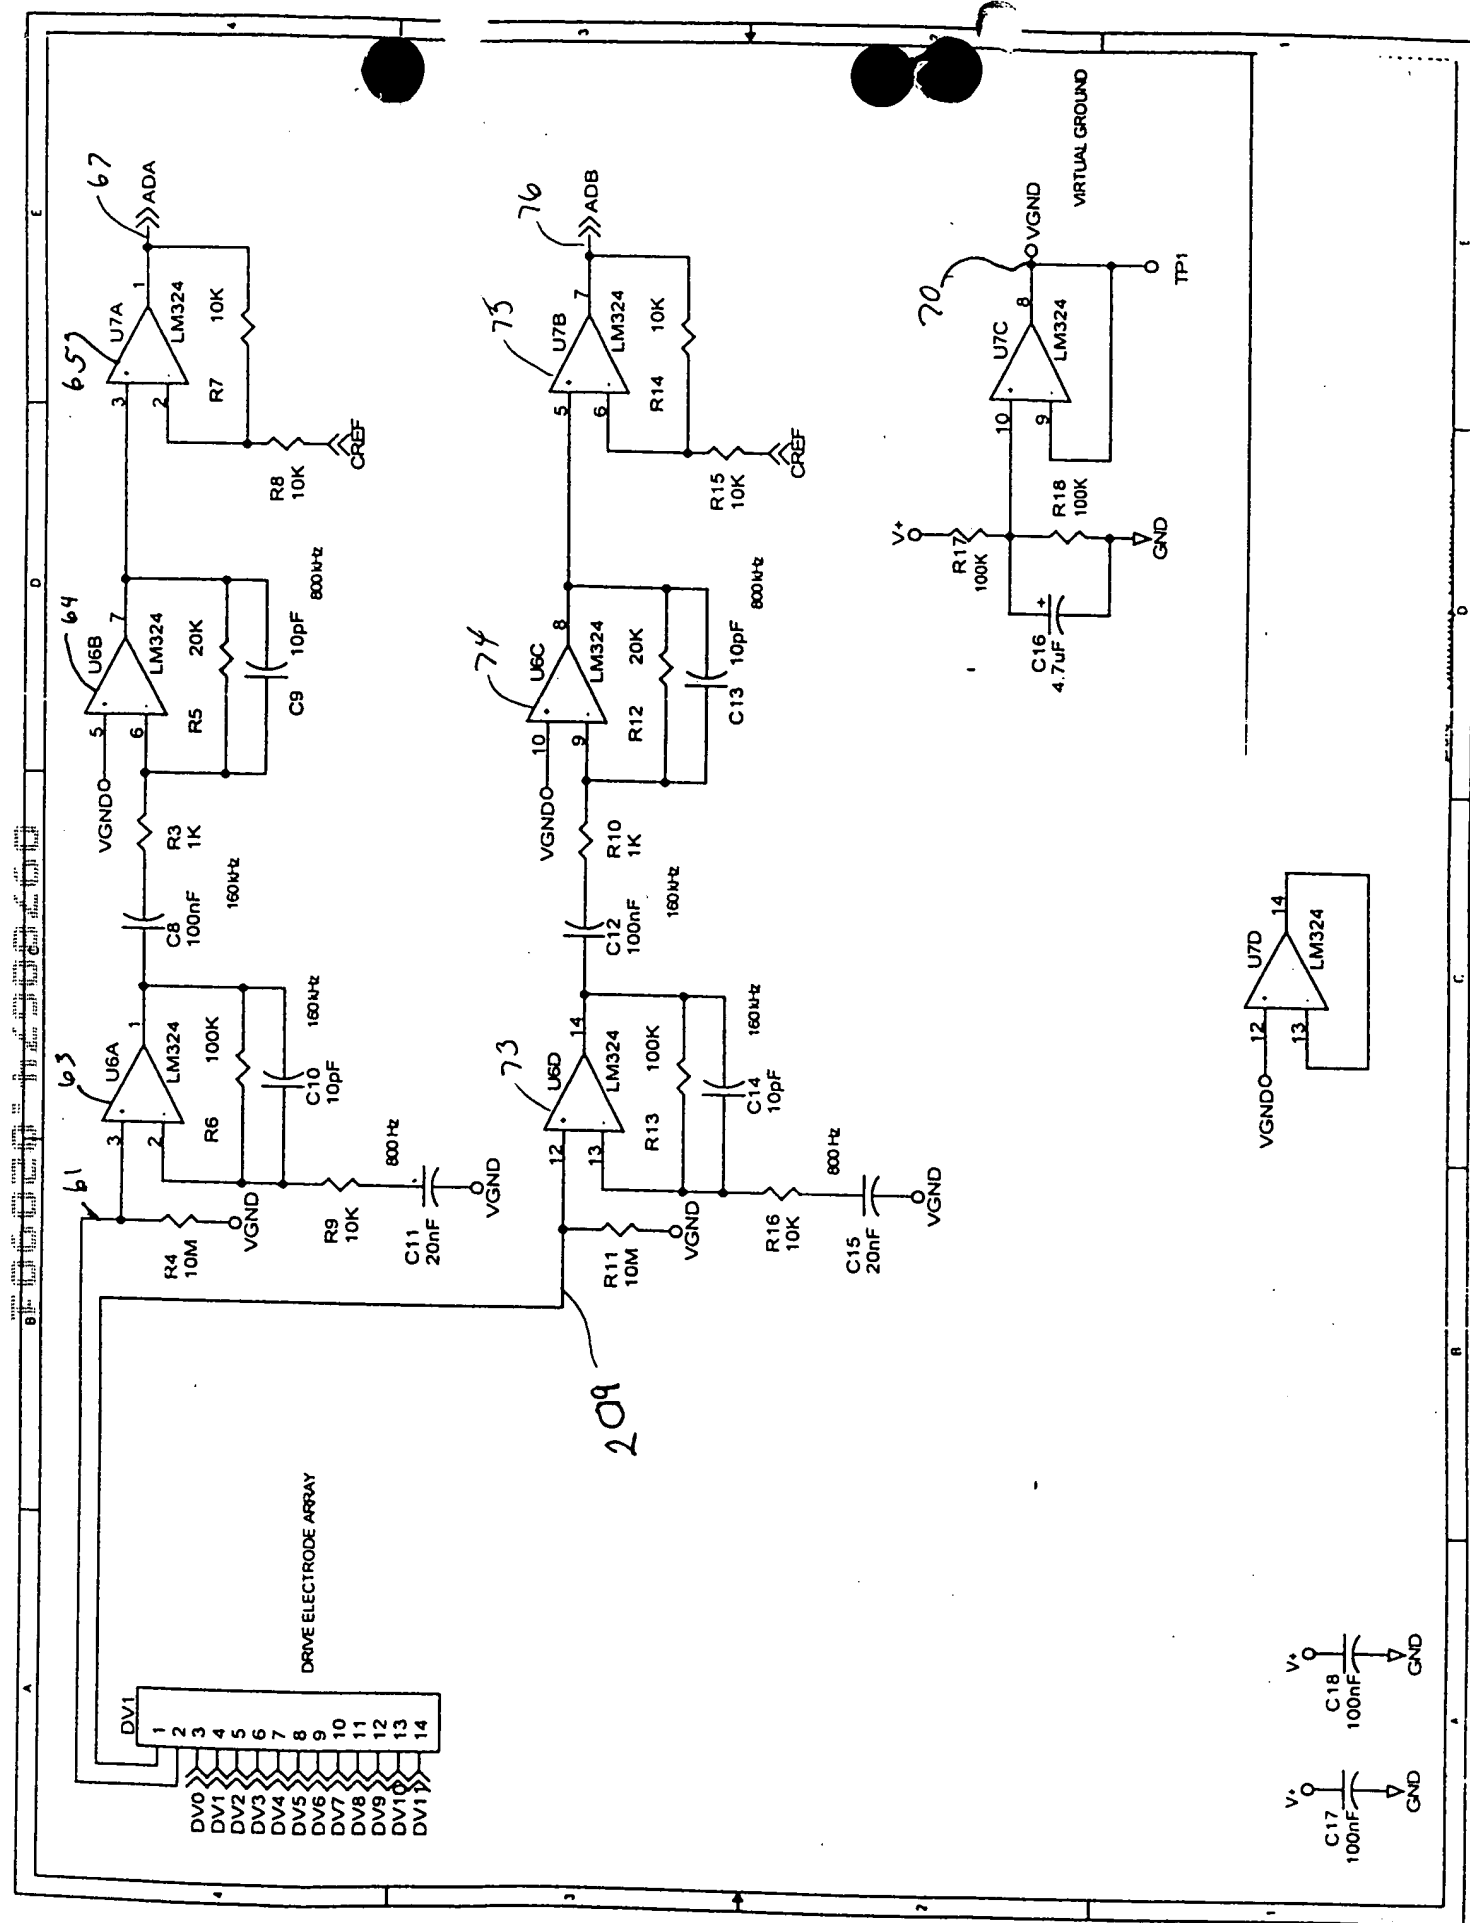 DRIVE ELECTRODE ARRAY
DV1
1
2
3
4
5
6
7
8
9
10
11
12
13
14
DV0
DV1
DV2
DV3
DV4
DV5
DV6
DV7
DV8
DV9
DV10
DV11
61
R4
10M
VGND
63
U6A
LM324
3
2
1
R6
100K
C10
10pF
160kHz
R9
10K
800Hz
C11
20nF
VGND
C8
100nF
160kHz
R3
1K
VGND
64
U6B
LM324
5
6
7
R5
20K
C9
10pF
800kHz
65
U7A
LM324
3
2
1
R7
10K
R8
10K
CREF
67
ADA
209
R11
10M
VGND
73
U6D
LM324
12
13
14
R13
100K
C14
10pF
160kHz
R16
10K
800Hz
C15
20nF
VGND
C12
100nF
160kHz
R10
1K
VGND
74
U6C
LM324
10
9
8
R12
20K
C13
10pF
800kHz
75
U7B
LM324
5
6
7
R14
10K
R15
10K
CREF
76
ADB
V+
R17
100K
R18
100K
C16
4.7uF
+
GND
70
U7C
LM324
10
9
8
VGND
TP1
VIRTUAL GROUND
VGND
U7D
LM324
12
13
14
V+
C17
100nF
GND
V+
C18
100nF
GND
A
B
C
D
E
4
3
2
1
A
B
C
D
E
4
3
2
1